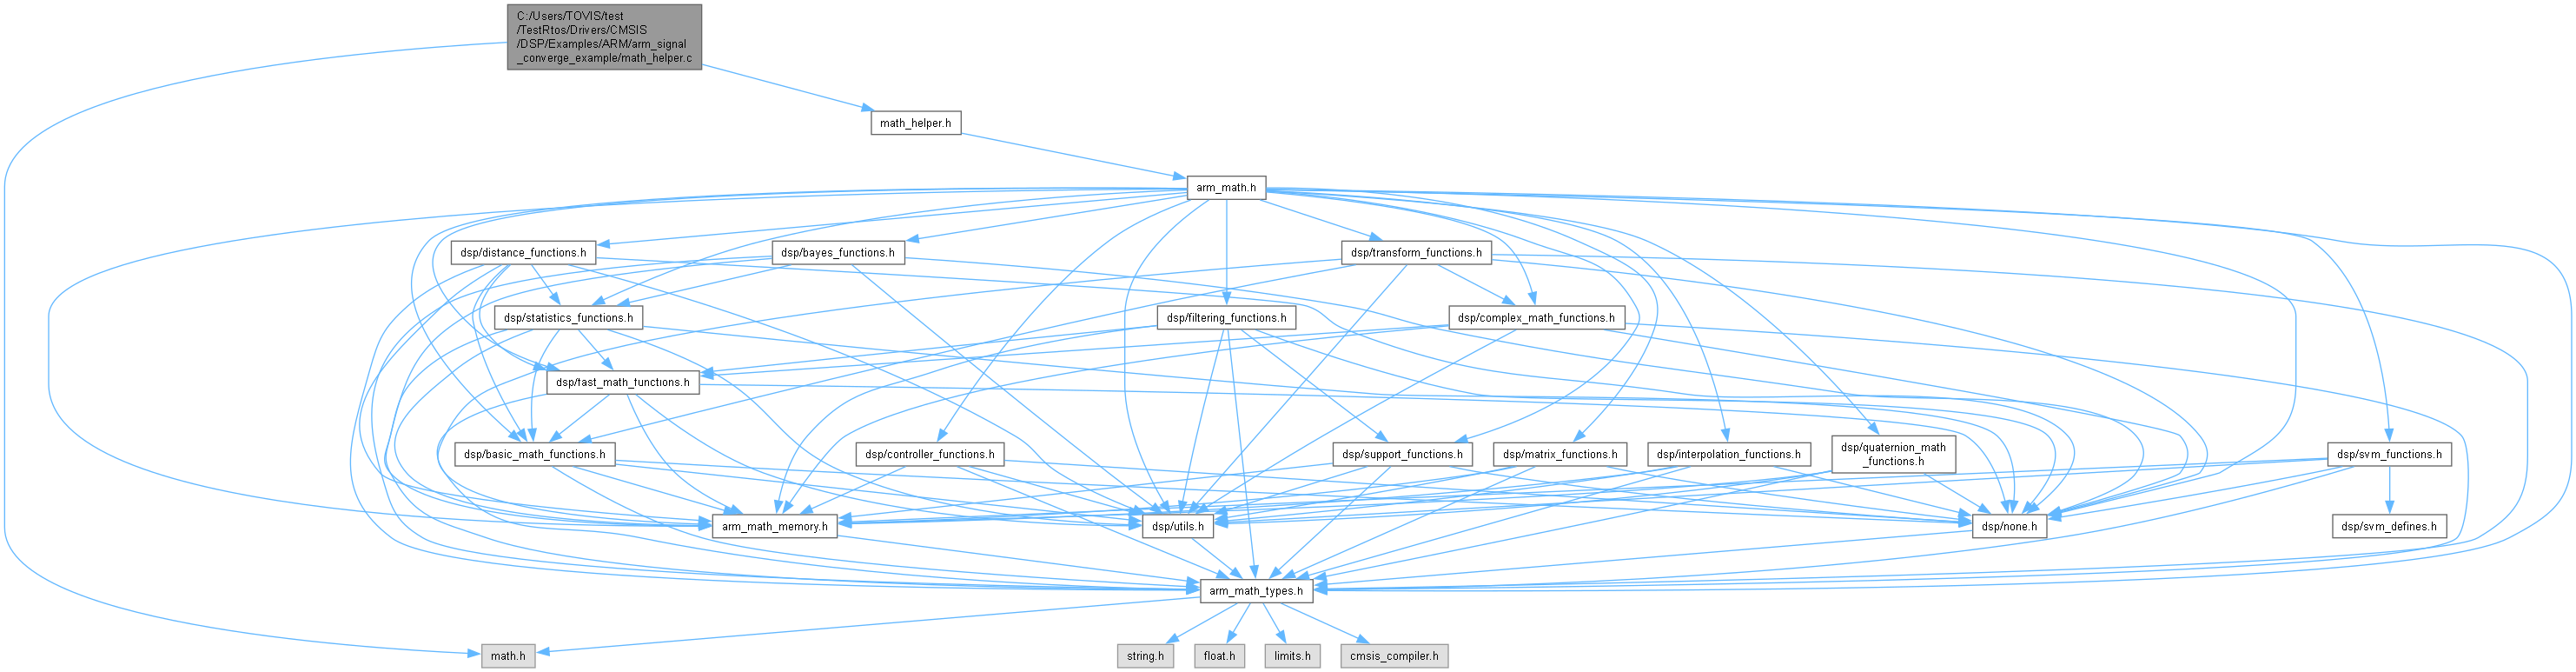 C:/Users/TOVIS/test
/TestRtos/Drivers/CMSIS
/DSP/Examples/ARM/arm_signal
_converge_example/math_helper.c
math_helper.h
arm_math.h
dsp/distance_functions.h
dsp/bayes_functions.h
dsp/transform_functions.h
dsp/statistics_functions.h
dsp/filtering_functions.h
dsp/complex_math_functions.h
dsp/fast_math_functions.h
dsp/basic_math_functions.h
dsp/controller_functions.h
dsp/support_functions.h
dsp/matrix_functions.h
dsp/interpolation_functions.h
dsp/quaternion_math
_functions.h
dsp/svm_functions.h
arm_math_memory.h
dsp/utils.h
dsp/none.h
dsp/svm_defines.h
arm_math_types.h
math.h
string.h
float.h
limits.h
cmsis_compiler.h